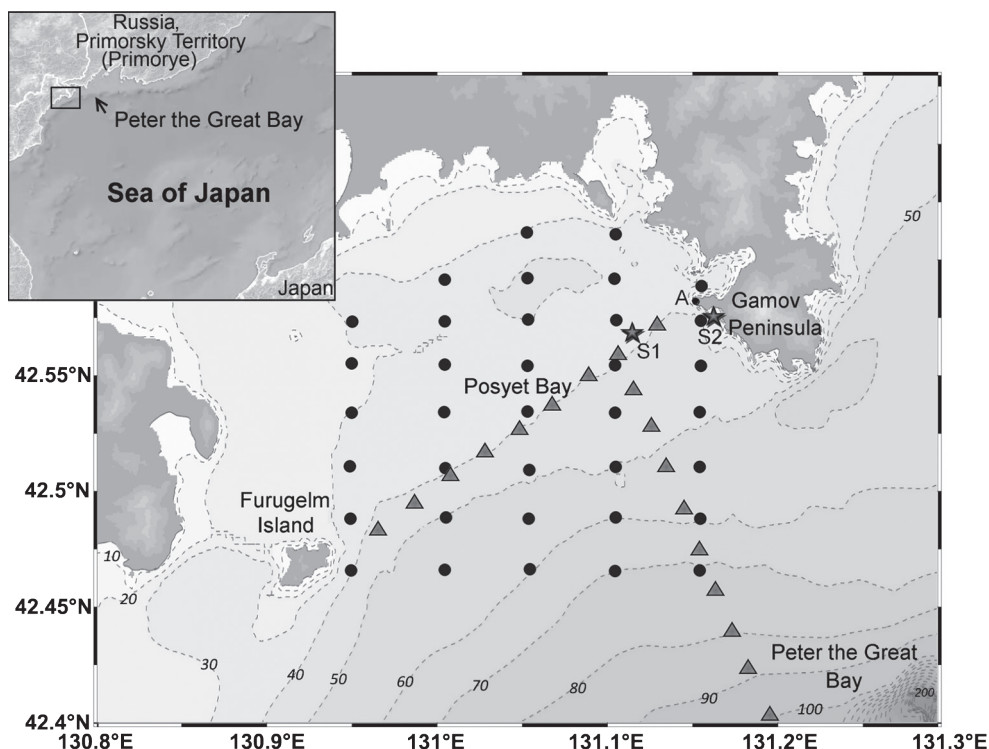 Russia,
Primorsky Territory
(Primorye)
Peter the Great Bay
Sea of Japan
Japan
50
A
Gamov
Peninsula
S1
S2
42.55°N
Posyet Bay
42.5°N
Furugelm
Island
10
20
42.45°N
30
40
50
60
70
80
90
100
200
Peter the Great
Bay
42.4°N
130.8°E
130.9°E
131°E
131.1°E
131.2°E
131.3°E